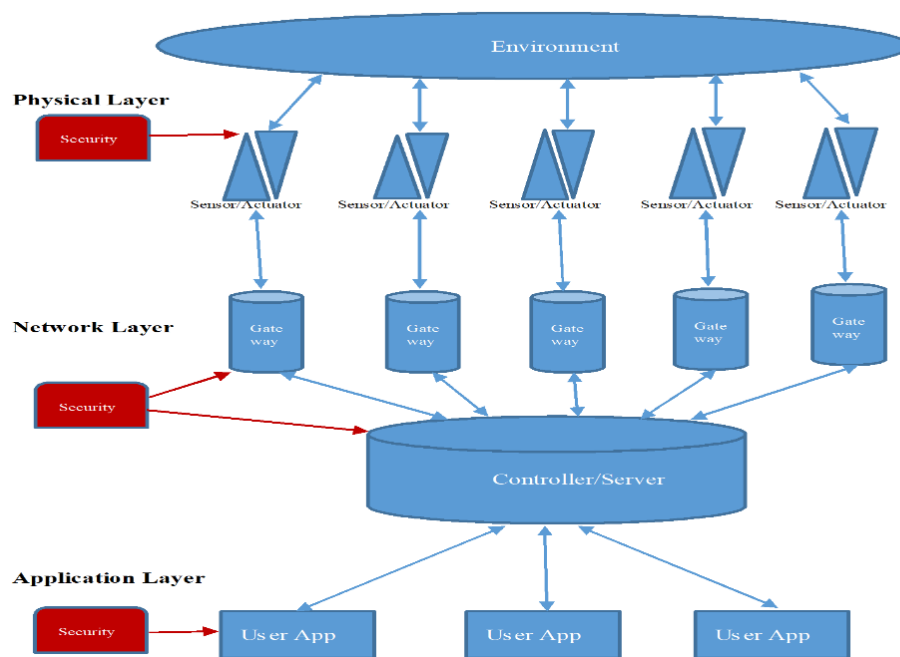 Environment
Physical Layer
Security
Sensor/Actuator
Sensor/Actuator
Sensor/Actuator
Sensor/Actuator
Sensor/Actuator
Network Layer
Gate
way
Gate
way
Gate
way
Gate
way
Gate
way
Security
Controller/Server
Application Layer
Security
User App
User App
User App